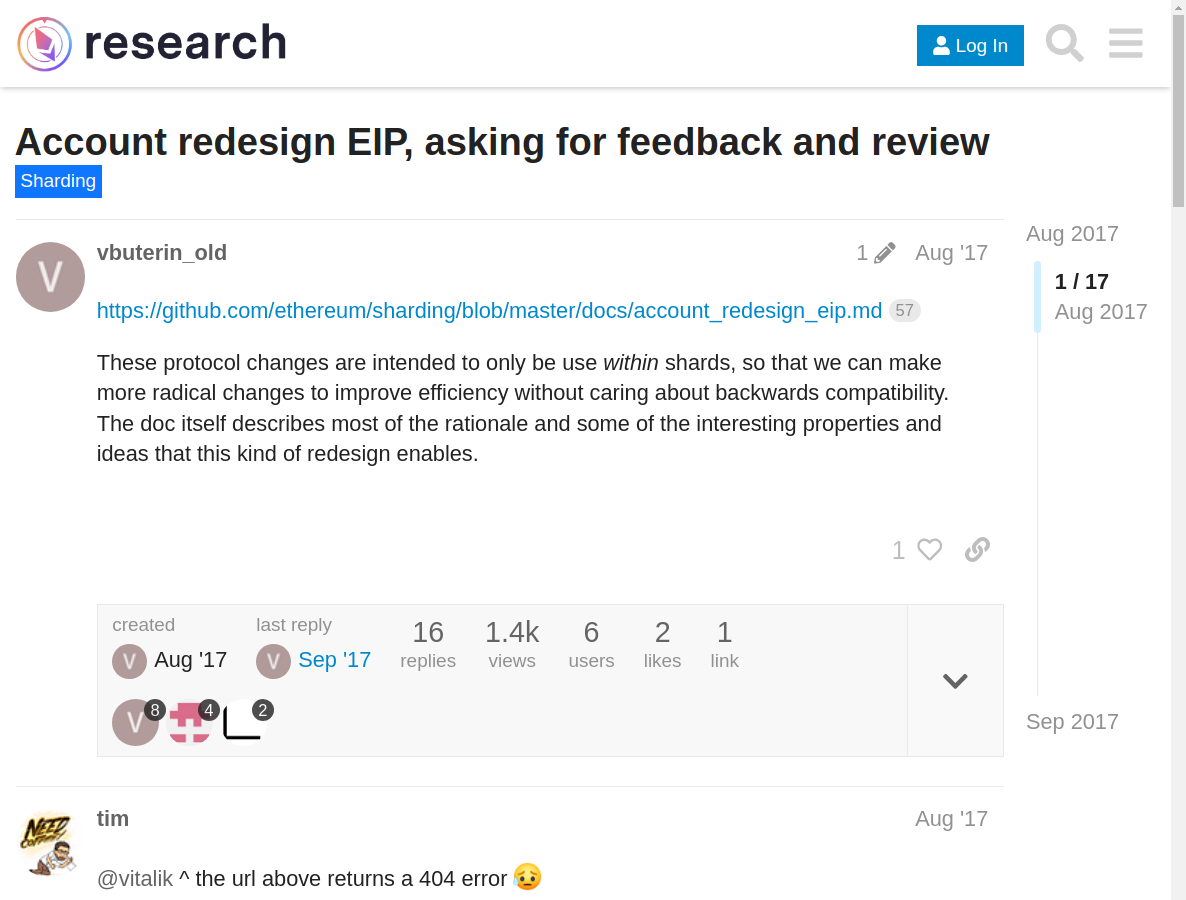 research
Log In
Account redesign EIP, asking for feedback and review
Sharding
vbuterin_old
1
Aug '17
https://github.com/ethereum/sharding/blob/master/docs/account_redesign_eip.md 57
These protocol changes are intended to only be use within shards, so that we can make
more radical changes to improve efficiency without caring about backwards compatibility.
The doc itself describes most of the rationale and some of the interesting properties and
ideas that this kind of redesign enables.
1
Aug 2017
1 / 17
Aug 2017
Sep 2017
created
V Aug '17
last reply
V Sep '17
16
replies
1.4k
views
6
users
2
likes
1
link
V 8 4 2
NEED
COFFEE
tim
Aug '17
@vitalik ^ the url above returns a 404 error